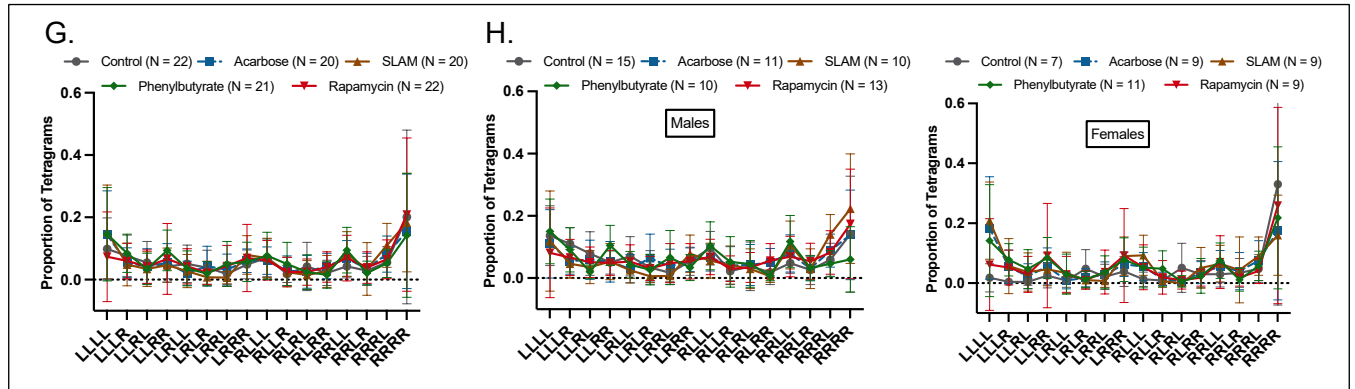 G.
Control (N = 22) Acarbose (N = 20) SLAM (N = 20)
Phenylbutyrate (N = 21) Rapamycin (N = 22)
Proportion of Tetragrams
0.6
0.4
0.2
0.0
LLLL LLLR LLRL LLRR LRLL LRLR LRRL LRRR RLLL RLLR RLRL RLRR RRLL RRLR RRRL RRRR
H.
Control (N = 15) Acarbose (N = 11) SLAM (N = 10)
Phenylbutyrate (N = 10) Rapamycin (N = 13)
Males
Proportion of Tetragrams
0.6
0.4
0.2
0.0
LLLL LLLR LLRL LLRR LRLL LRLR LRRL LRRR RLLL RLLR RLRL RLRR RRLL RRLR RRRL RRRR
Control (N = 7) Acarbose (N = 9) SLAM (N = 9)
Phenylbutyrate (N = 11) Rapamycin (N = 9)
Females
Proportion of Tetragrams
0.6
0.4
0.2
0.0
LLLL LLLR LLRL LLRR LRLL LRLR LRRL LRRR RLLL RLLR RLRL RLRR RRLL RRLR RRRL RRRR